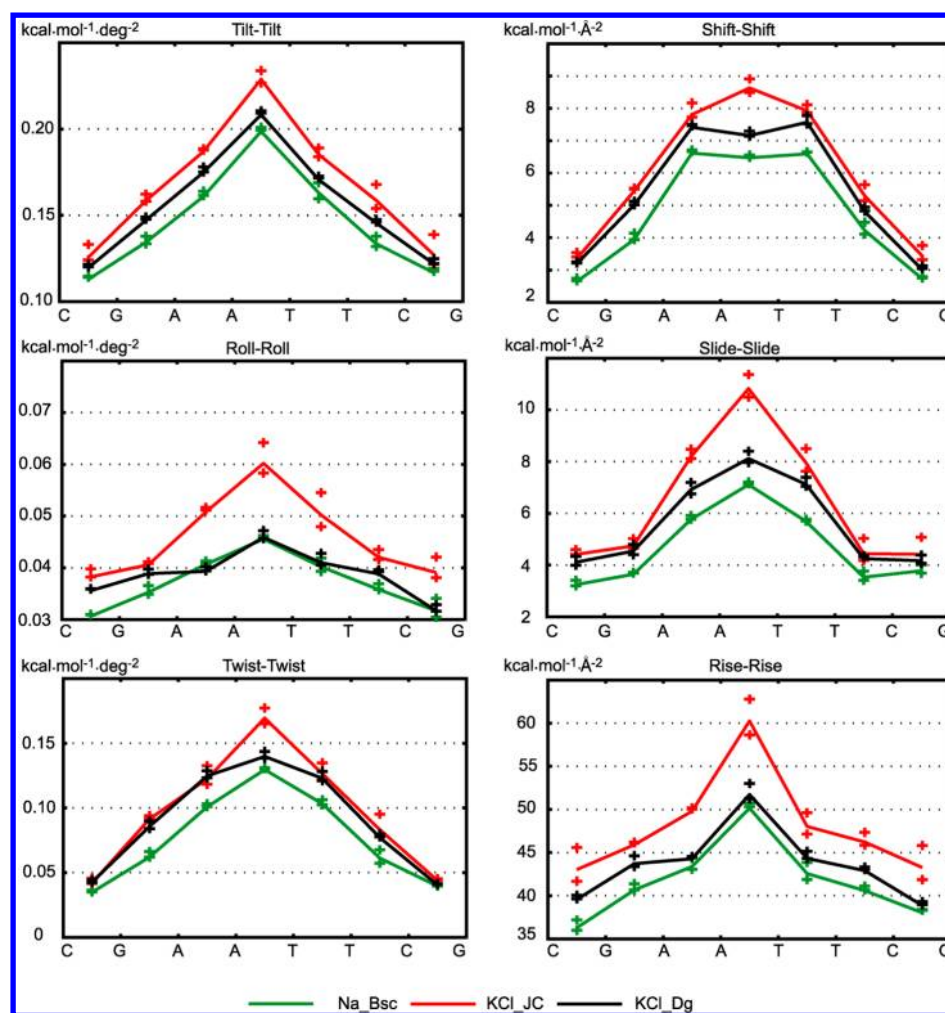 kcal.mol-1.deg-2 Tilt-Tilt
0.20
0.15
0.10
C G A A T T C G
kcal.mol-1.Å-2 Shift-Shift
8
6
4
2
C G A A T T C G
kcal.mol-1.deg-2 Roll-Roll
0.07
0.06
0.05
0.04
0.03
C G A A T T C G
kcal.mol-1.Å-2 Slide-Slide
10
8
6
4
2
C G A A T T C G
kcal.mol-1.deg-2 Twist-Twist
0.15
0.10
0.05
0
C G A A T T C G
kcal.mol-1.Å-2 Rise-Rise
60
55
50
45
40
35
C G A A T T C G
Na_Bsc KCl_JC KCl_Dg